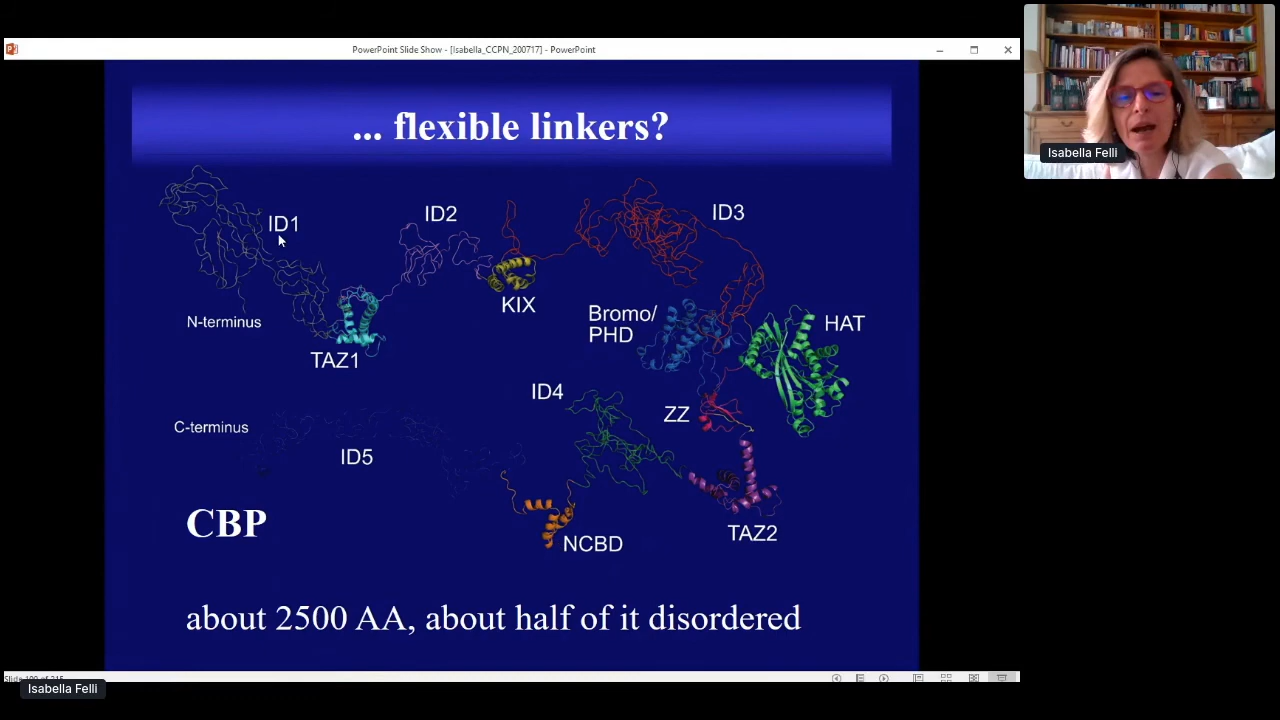 PowerPoint Slide Show - [Isabella_CCPN_200717] - PowerPoint
... flexible linkers?
ID1
ID2
ID3
N-terminus
TAZ1
KIX
Bromo/
PHD
HAT
ID4
ZZ
C-terminus
ID5
CBP
NCBD
TAZ2
about 2500 AA, about half of it disordered
Isabella Felli
Isabella Felli